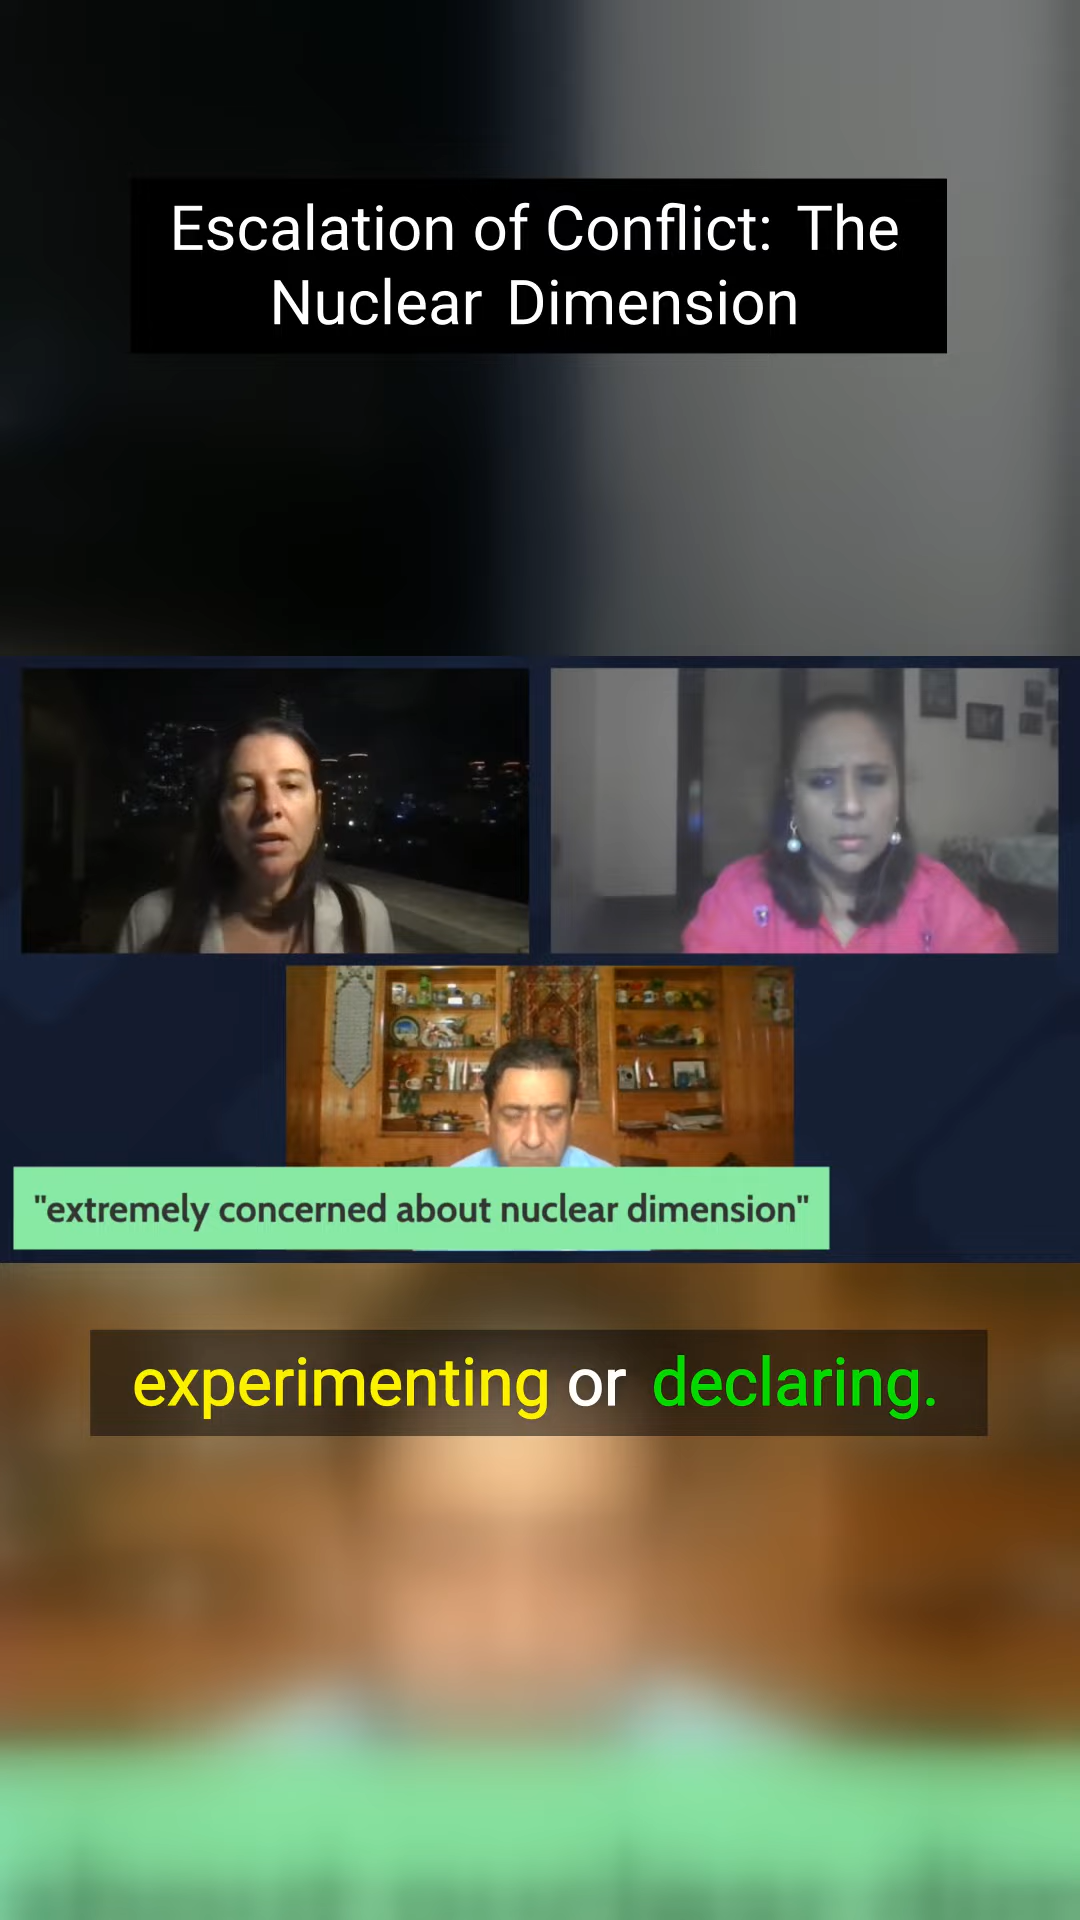 Escalation of Conflict: The
Nuclear Dimension
"extremely concerned about nuclear dimension"
experimenting or declaring.